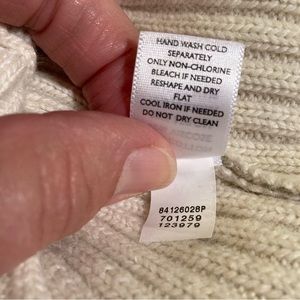 HAND WASH COLD
SEPARATELY
ONLY NON-CHLORINE
BLEACH IF NEEDED
RESHAPE AND DRY
FLAT
COOL IRON IF NEEDED
DO NOT DRY CLEAN
84126028P
701259
123979